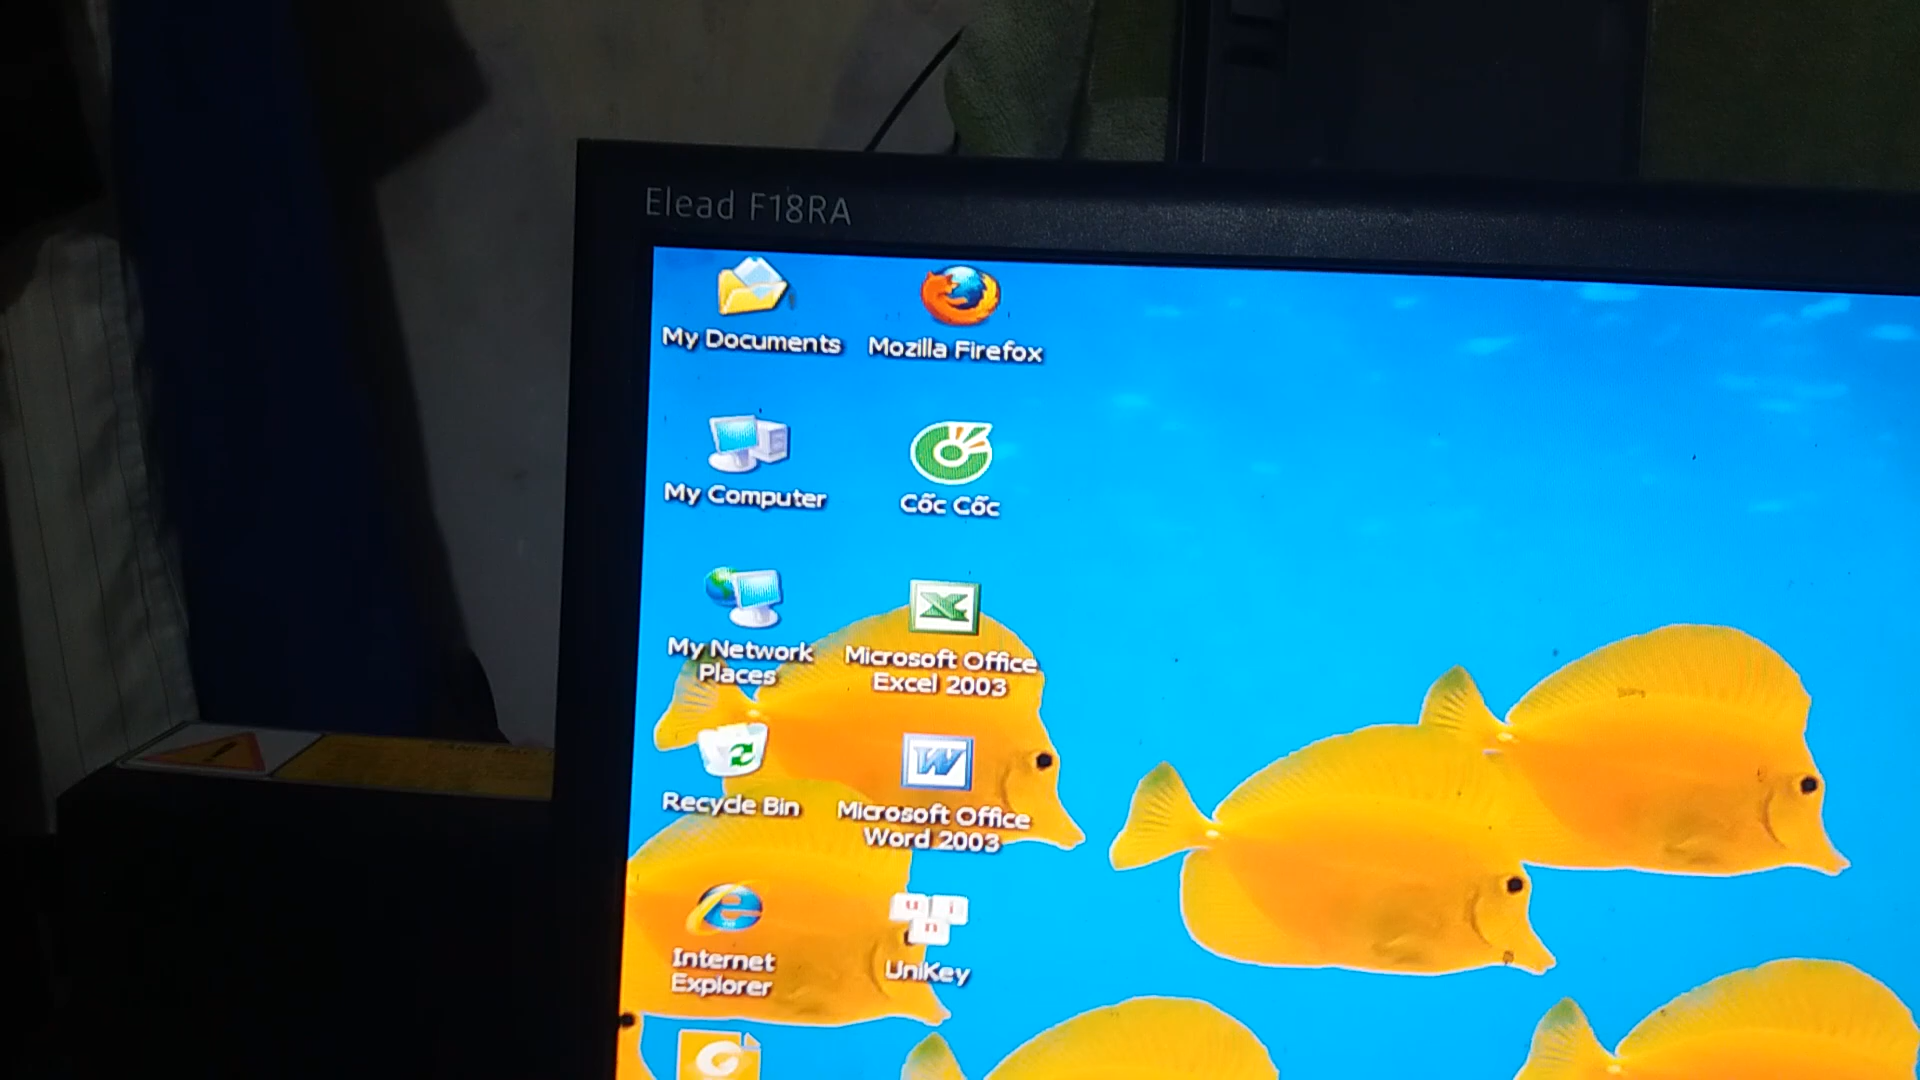 Elead F18RA
My Documents
Mozilla Firefox
My Computer
Cốc Cốc
My Network
Places
Microsoft Office
Excel 2003
Recycle Bin
Microsoft Office
Word 2003
Internet
Explorer
UniKey